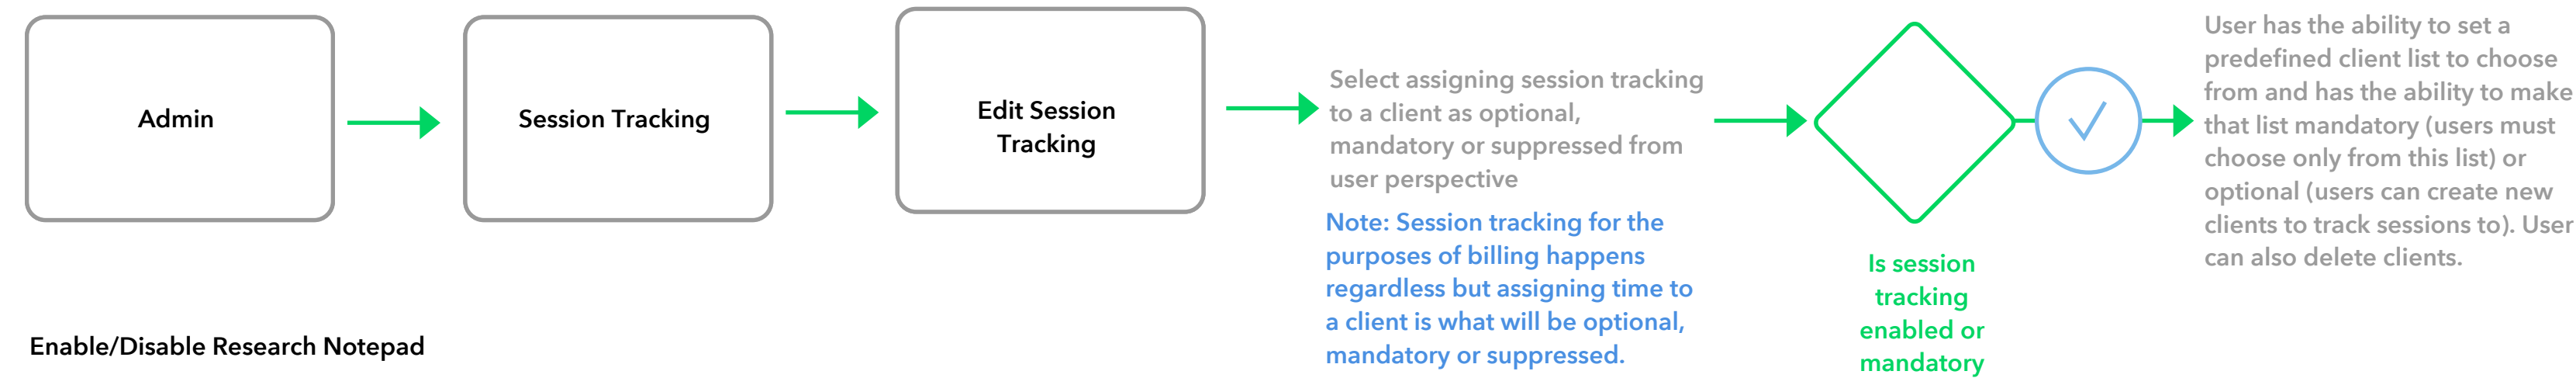 Admin
Session Tracking
Edit Session
Tracking
Select assigning session tracking
to a client as optional,
mandatory or suppressed from
user perspective
Note: Session tracking for the
purposes of billing happens
regardless but assigning time to
a client is what will be optional,
mandatory or suppressed.
Is session
tracking
enabled or
mandatory
User has the ability to set a
predefined client list to choose
from and has the ability to make
that list mandatory (users must
choose only from this list) or
optional (users can create new
clients to track sessions to). User
can also delete clients.
Enable/Disable Research Notepad